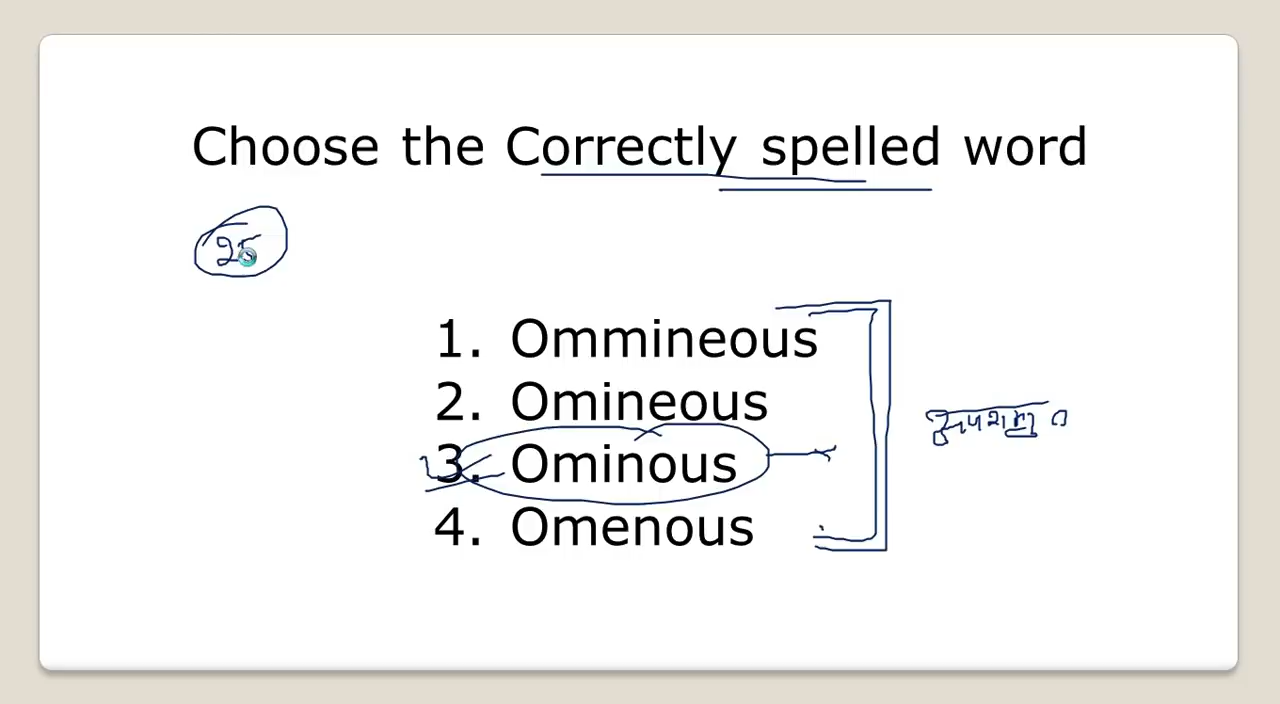 Choose the Correctly spelled word
25
1. Ommineous
2. Omineous
3. Ominous
4. Omenous